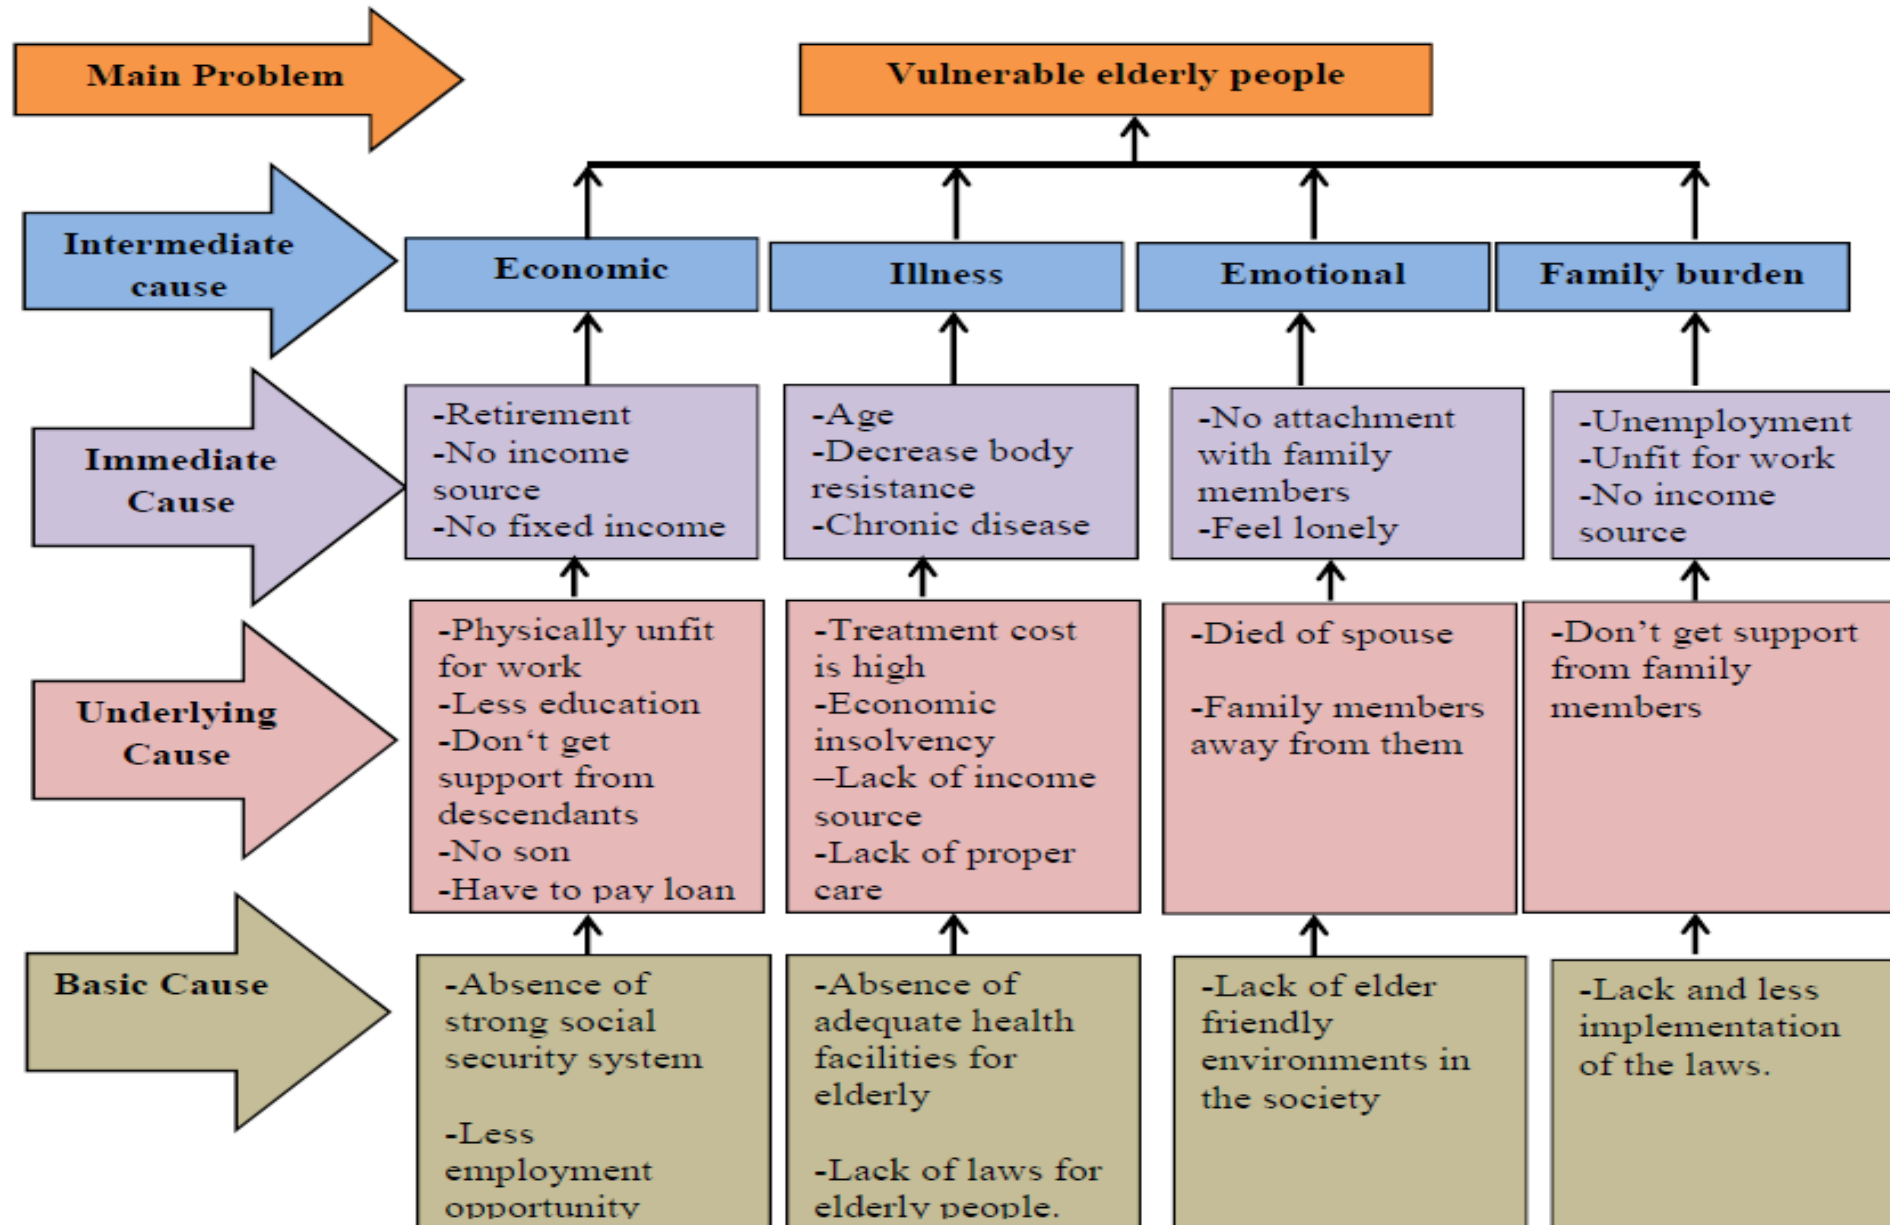 Main Problem
Vulnerable elderly people
Intermediate
cause
Economic
Illness
Emotional
Family burden
Immediate
Cause
-Retirement
-No income
source
-No fixed income
-Age
-Decrease body
resistance
-Chronic disease
-No attachment
with family
members
-Feel lonely
-Unemployment
-Unfit for work
-No income
source
Underlying
Cause
-Physically unfit
for work
-Less education
-Don‘t get
support from
descendants
-No son
-Have to pay loan
-Treatment cost
is high
-Economic
insolvency
–Lack of income
source
-Lack of proper
care
-Died of spouse
-Family members
away from them
-Don’t get support
from family
members
Basic Cause
-Absence of
strong social
security system
-Less
employment
opportunity
-Absence of
adequate health
facilities for
elderly
-Lack of laws for
elderly people.
-Lack of elder
friendly
environments in
the society
-Lack and less
implementation
of the laws.